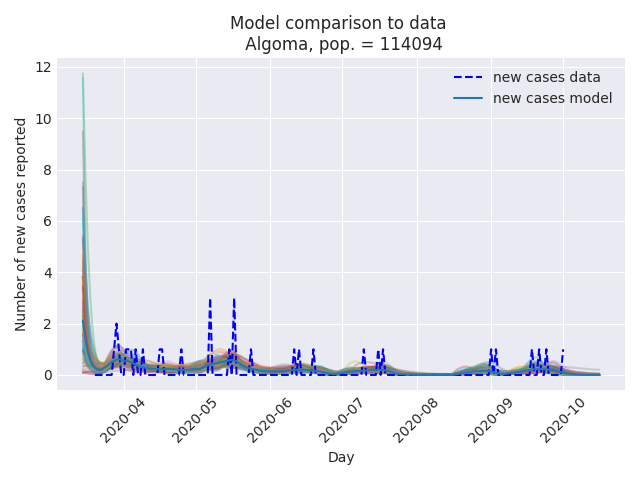 Model comparison to data
Algoma, pop. = 114094
new cases data
new cases model
Number of new cases reported
12
10
8
6
4
2
0
2020-04
2020-05
2020-06
2020-07
2020-08
2020-09
2020-10
Day